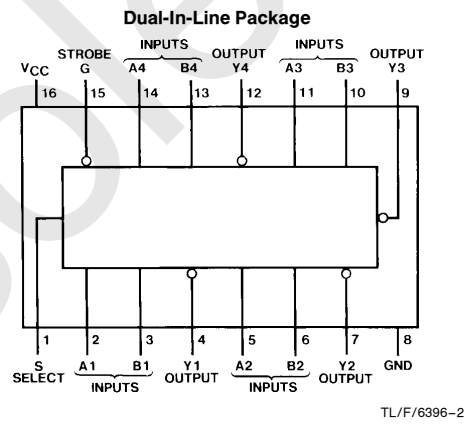 Dual-In-Line Package
INPUTS INPUTS
STROBE OUTPUT OUTPUT
VCC G A4 B4 Y4 A3 B3 Y3
16 15 14 13 12 11 10 9
1 2 3 4 5 6 7 8
S A1 B1 Y1 A2 B2 Y2 GND
SELECT INPUTS OUTPUT INPUTS OUTPUT
TL/F/6396–2